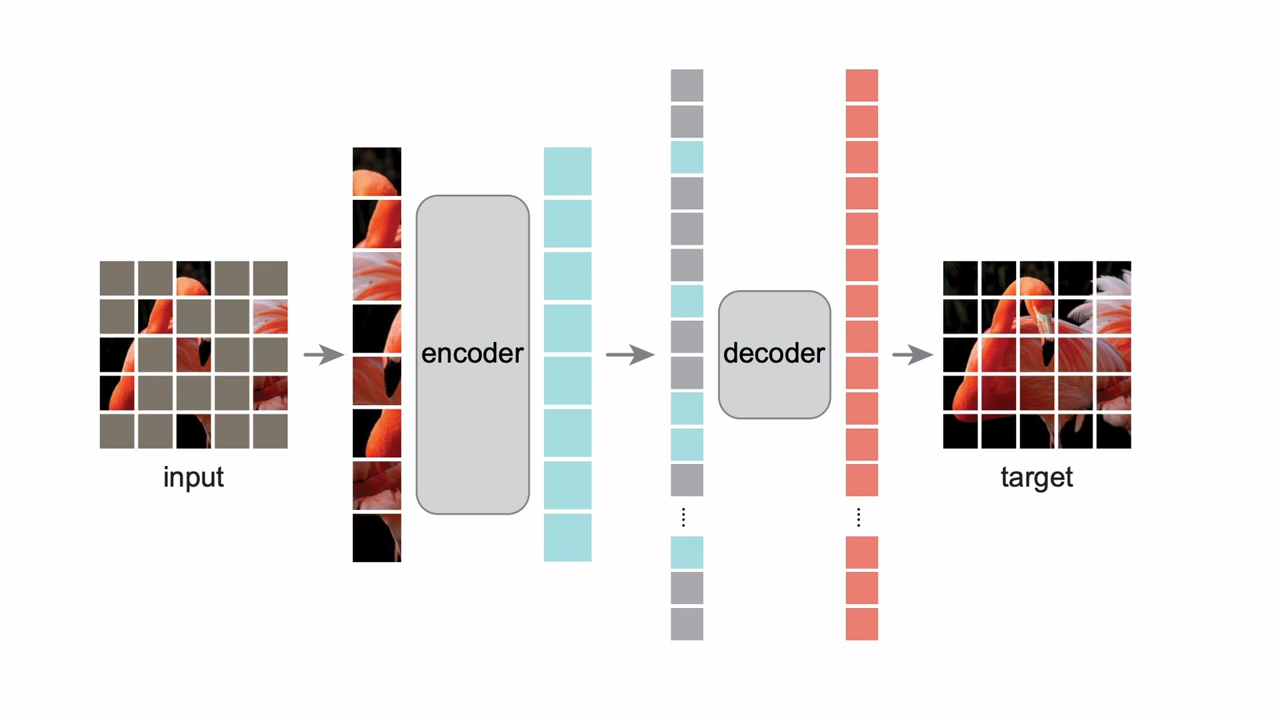 input
encoder
decoder
target